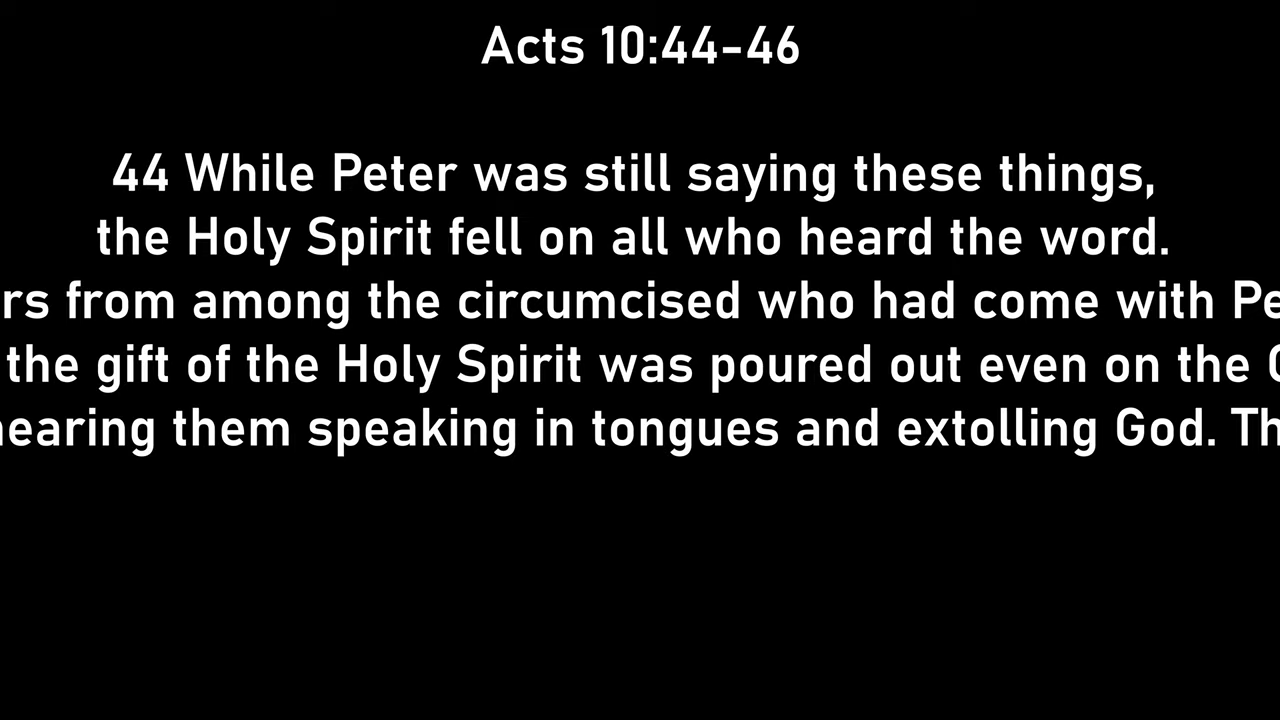 Acts 10:44-46
44 While Peter was still saying these things,
the Holy Spirit fell on all who heard the word.
rs from among the circumcised who had come with Pe
the gift of the Holy Spirit was poured out even on the
earing them speaking in tongues and extolling God. Th